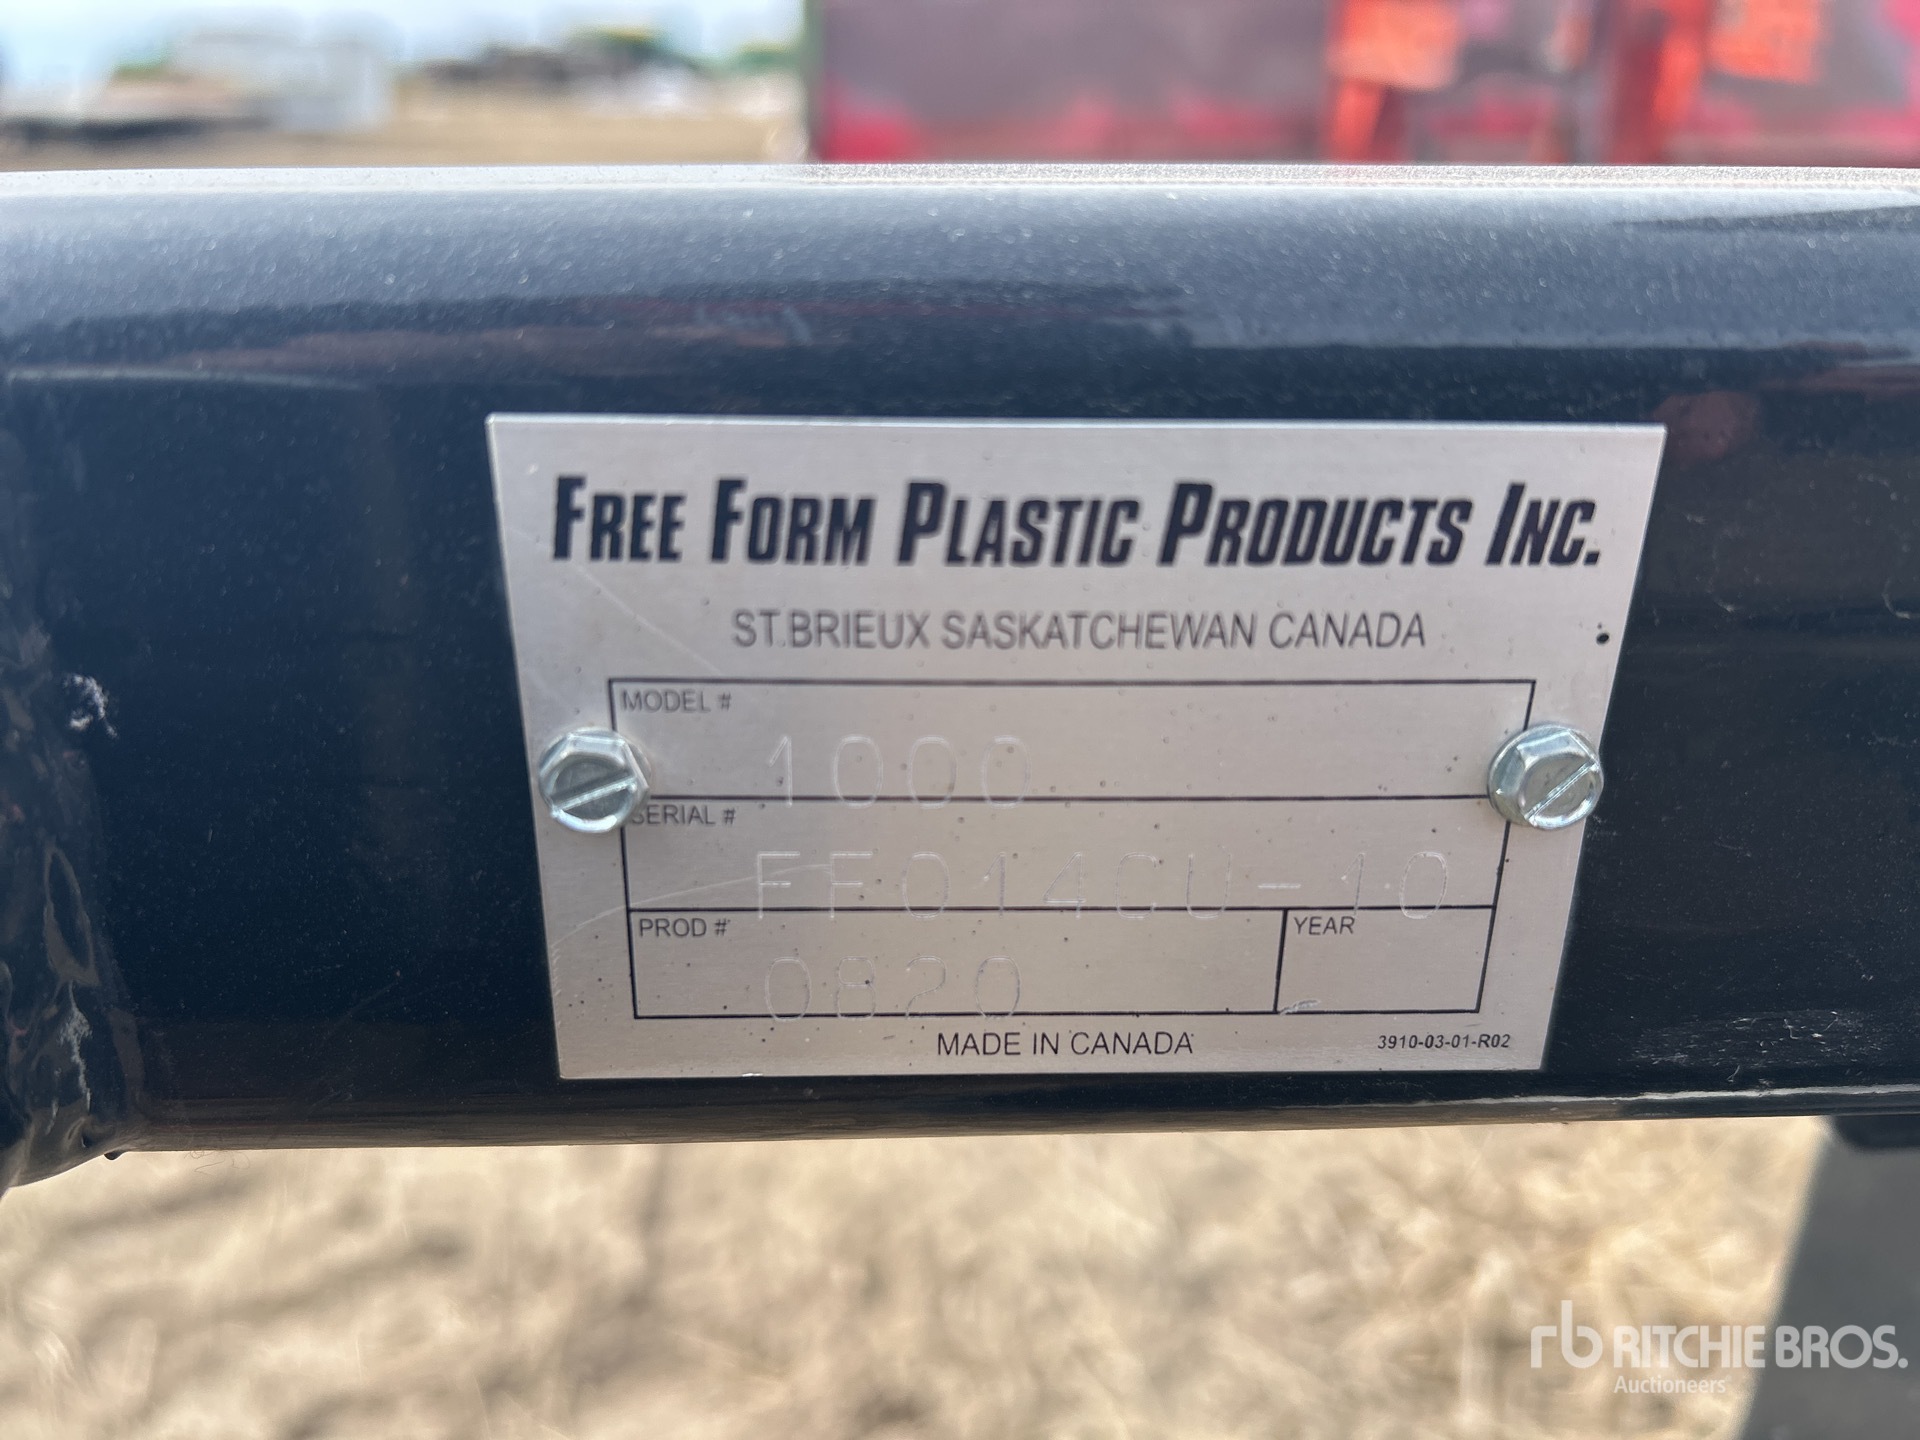 FREE FORM PLASTIC PRODUCTS INC.
ST.BRIEUX SASKATCHEWAN CANADA
MODEL #
1000
SERIAL #
FF014CU-10
PROD #
0820
YEAR
-
MADE IN CANADA
3910-03-01-R02
rb RITCHIE BROS.
Auctioneers